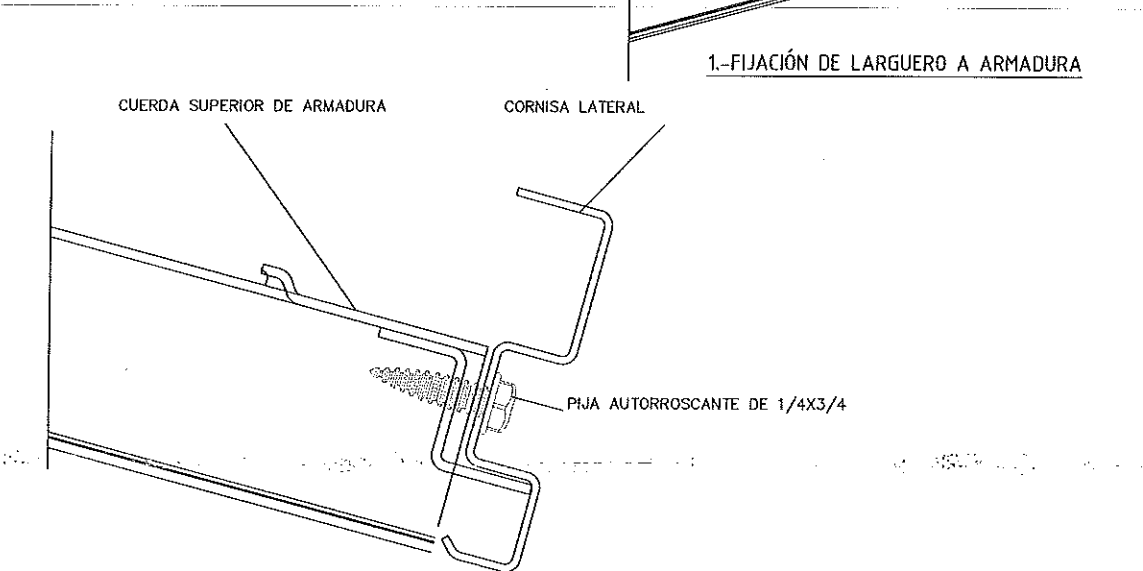 1.-FIJACIÓN DE LARGUERO A ARMADURA
CUERDA SUPERIOR DE ARMADURA
CORNISA LATERAL
PIJA AUTORROSCANTE DE 1/4X3/4